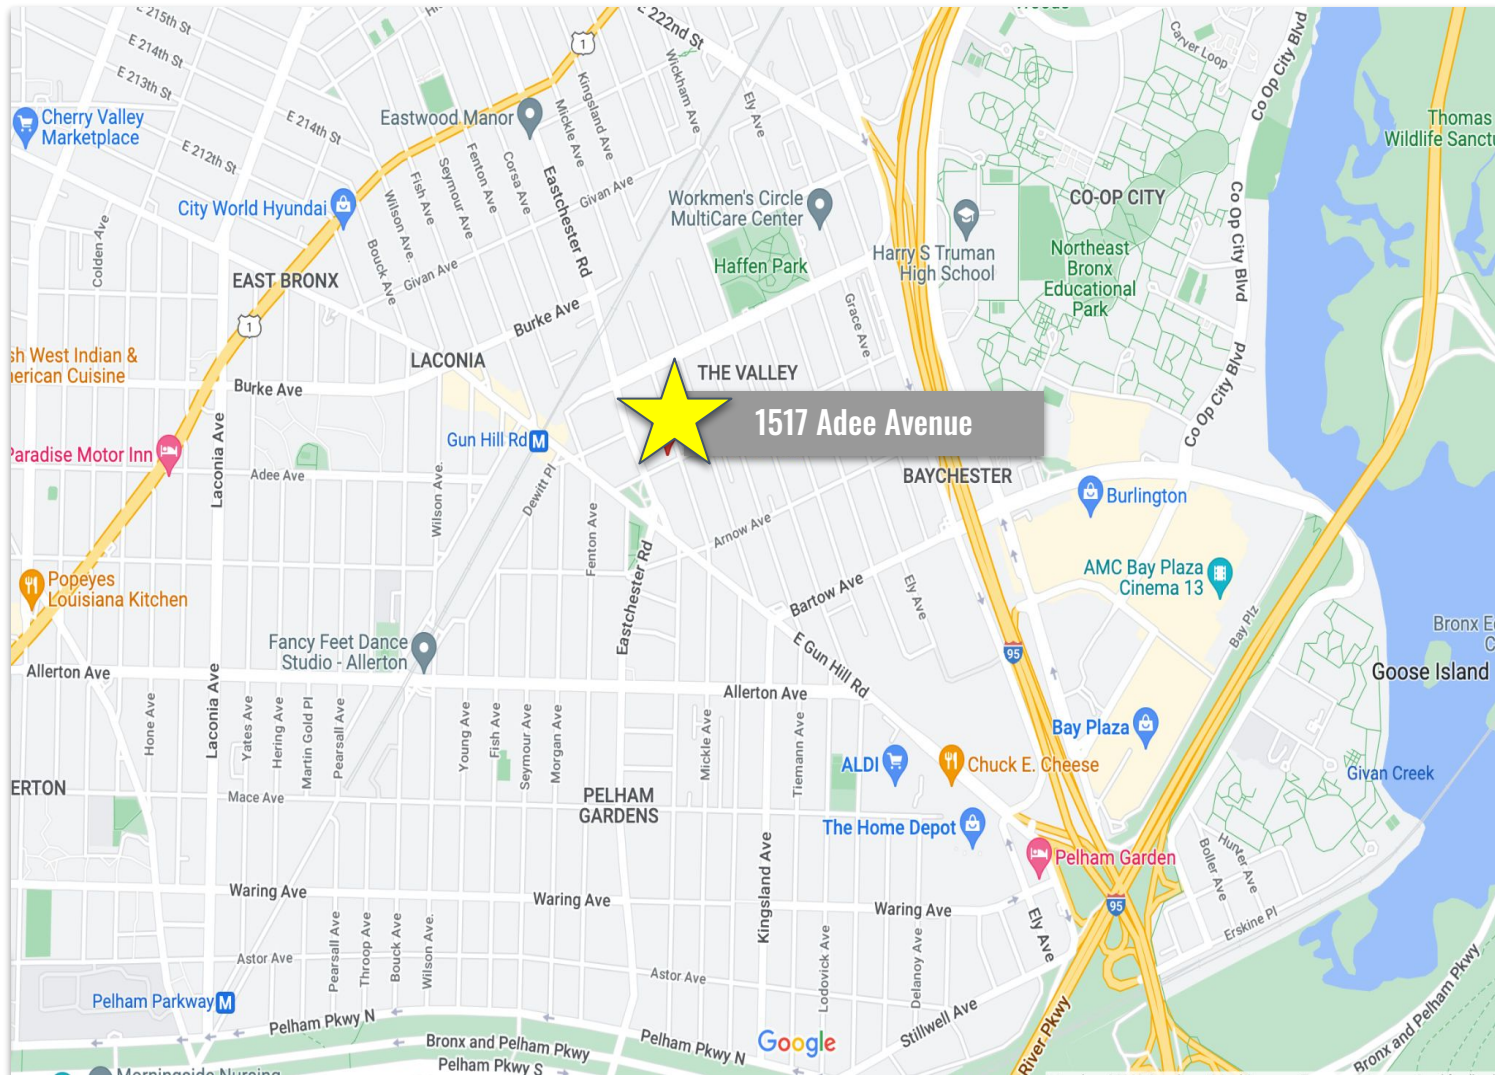 E 215th St
E 222nd St
E 214th St
E 213th St
E 214th St
E 212th St
1
Kingsland Ave
Mickle Ave
Wickham Ave
Ely Ave
Carver Loop
Co Op City Blvd
Cherry Valley
Marketplace
Eastwood Manor
Thomas
Wildlife
City World Hyundai
Colden Ave
Bouck Ave
Wilson Ave.
Fish Ave
Seymour Ave
Fenton Ave
Corsa Ave
Eastchester Rd
Givan Ave
Givan Ave
Workmen's Circle
MultiCare Center
Haffen Park
Harry S Truman
High School
CO-OP CITY
Northeast
Bronx
Educational
Park
Co Op City Blvd
EAST BRONX
1
Burke Ave
Grace Ave
LACONIA
THE VALLEY
West Indian &
Cuisine
Burke Ave
Co Op City Blvd
1517 Adee Avenue
Gun Hill Rd M
Paradise Motor Inn
Laconia Ave
Adee Ave
Wilson Ave.
Dewitt Pl
Fenton Ave
Arnow Ave
BAYCHESTER
Burlington
Eastchester Rd
Bartow Ave
Ely Ave
AMC Bay Plaza
Cinema 13
Bay Plz
Popeyes
Louisiana Kitchen
Fancy Feet Dance
Studio - Allerton
E Gun Hill Rd
95
Bronx
Goose Island
Allerton Ave
Allerton Ave
Hone Ave
Laconia Ave
Yates Ave
Hering Ave
Martin Gold Pl
Pearsall Ave
Young Ave
Fish Ave
Seymour Ave
Morgan Ave
Mickle Ave
Tiemann Ave
Bay Plaza
ALDI
Chuck E. Cheese
Givan Creek
ERTON
Mace Ave
PELHAM
GARDENS
The Home Depot
Pelham Garden
Boller Ave
Hunter Ave
Kingsland Ave
Waring Ave
Waring Ave
Waring Ave
95
Ely Ave
Erskine Pl
Pearsall Ave
Throop Ave
Bouck Ave
Wilson Ave.
Astor Ave
Astor Ave
Lodovick Ave
Delanoy Ave
Pelham Parkway M
Pelham Pkwy N
Bronx and Pelham Pkwy
Pelham Pkwy S
Pelham Pkwy N
Google
Stillwell Ave
River Pkwy
Bronx and Pelham Pkwy